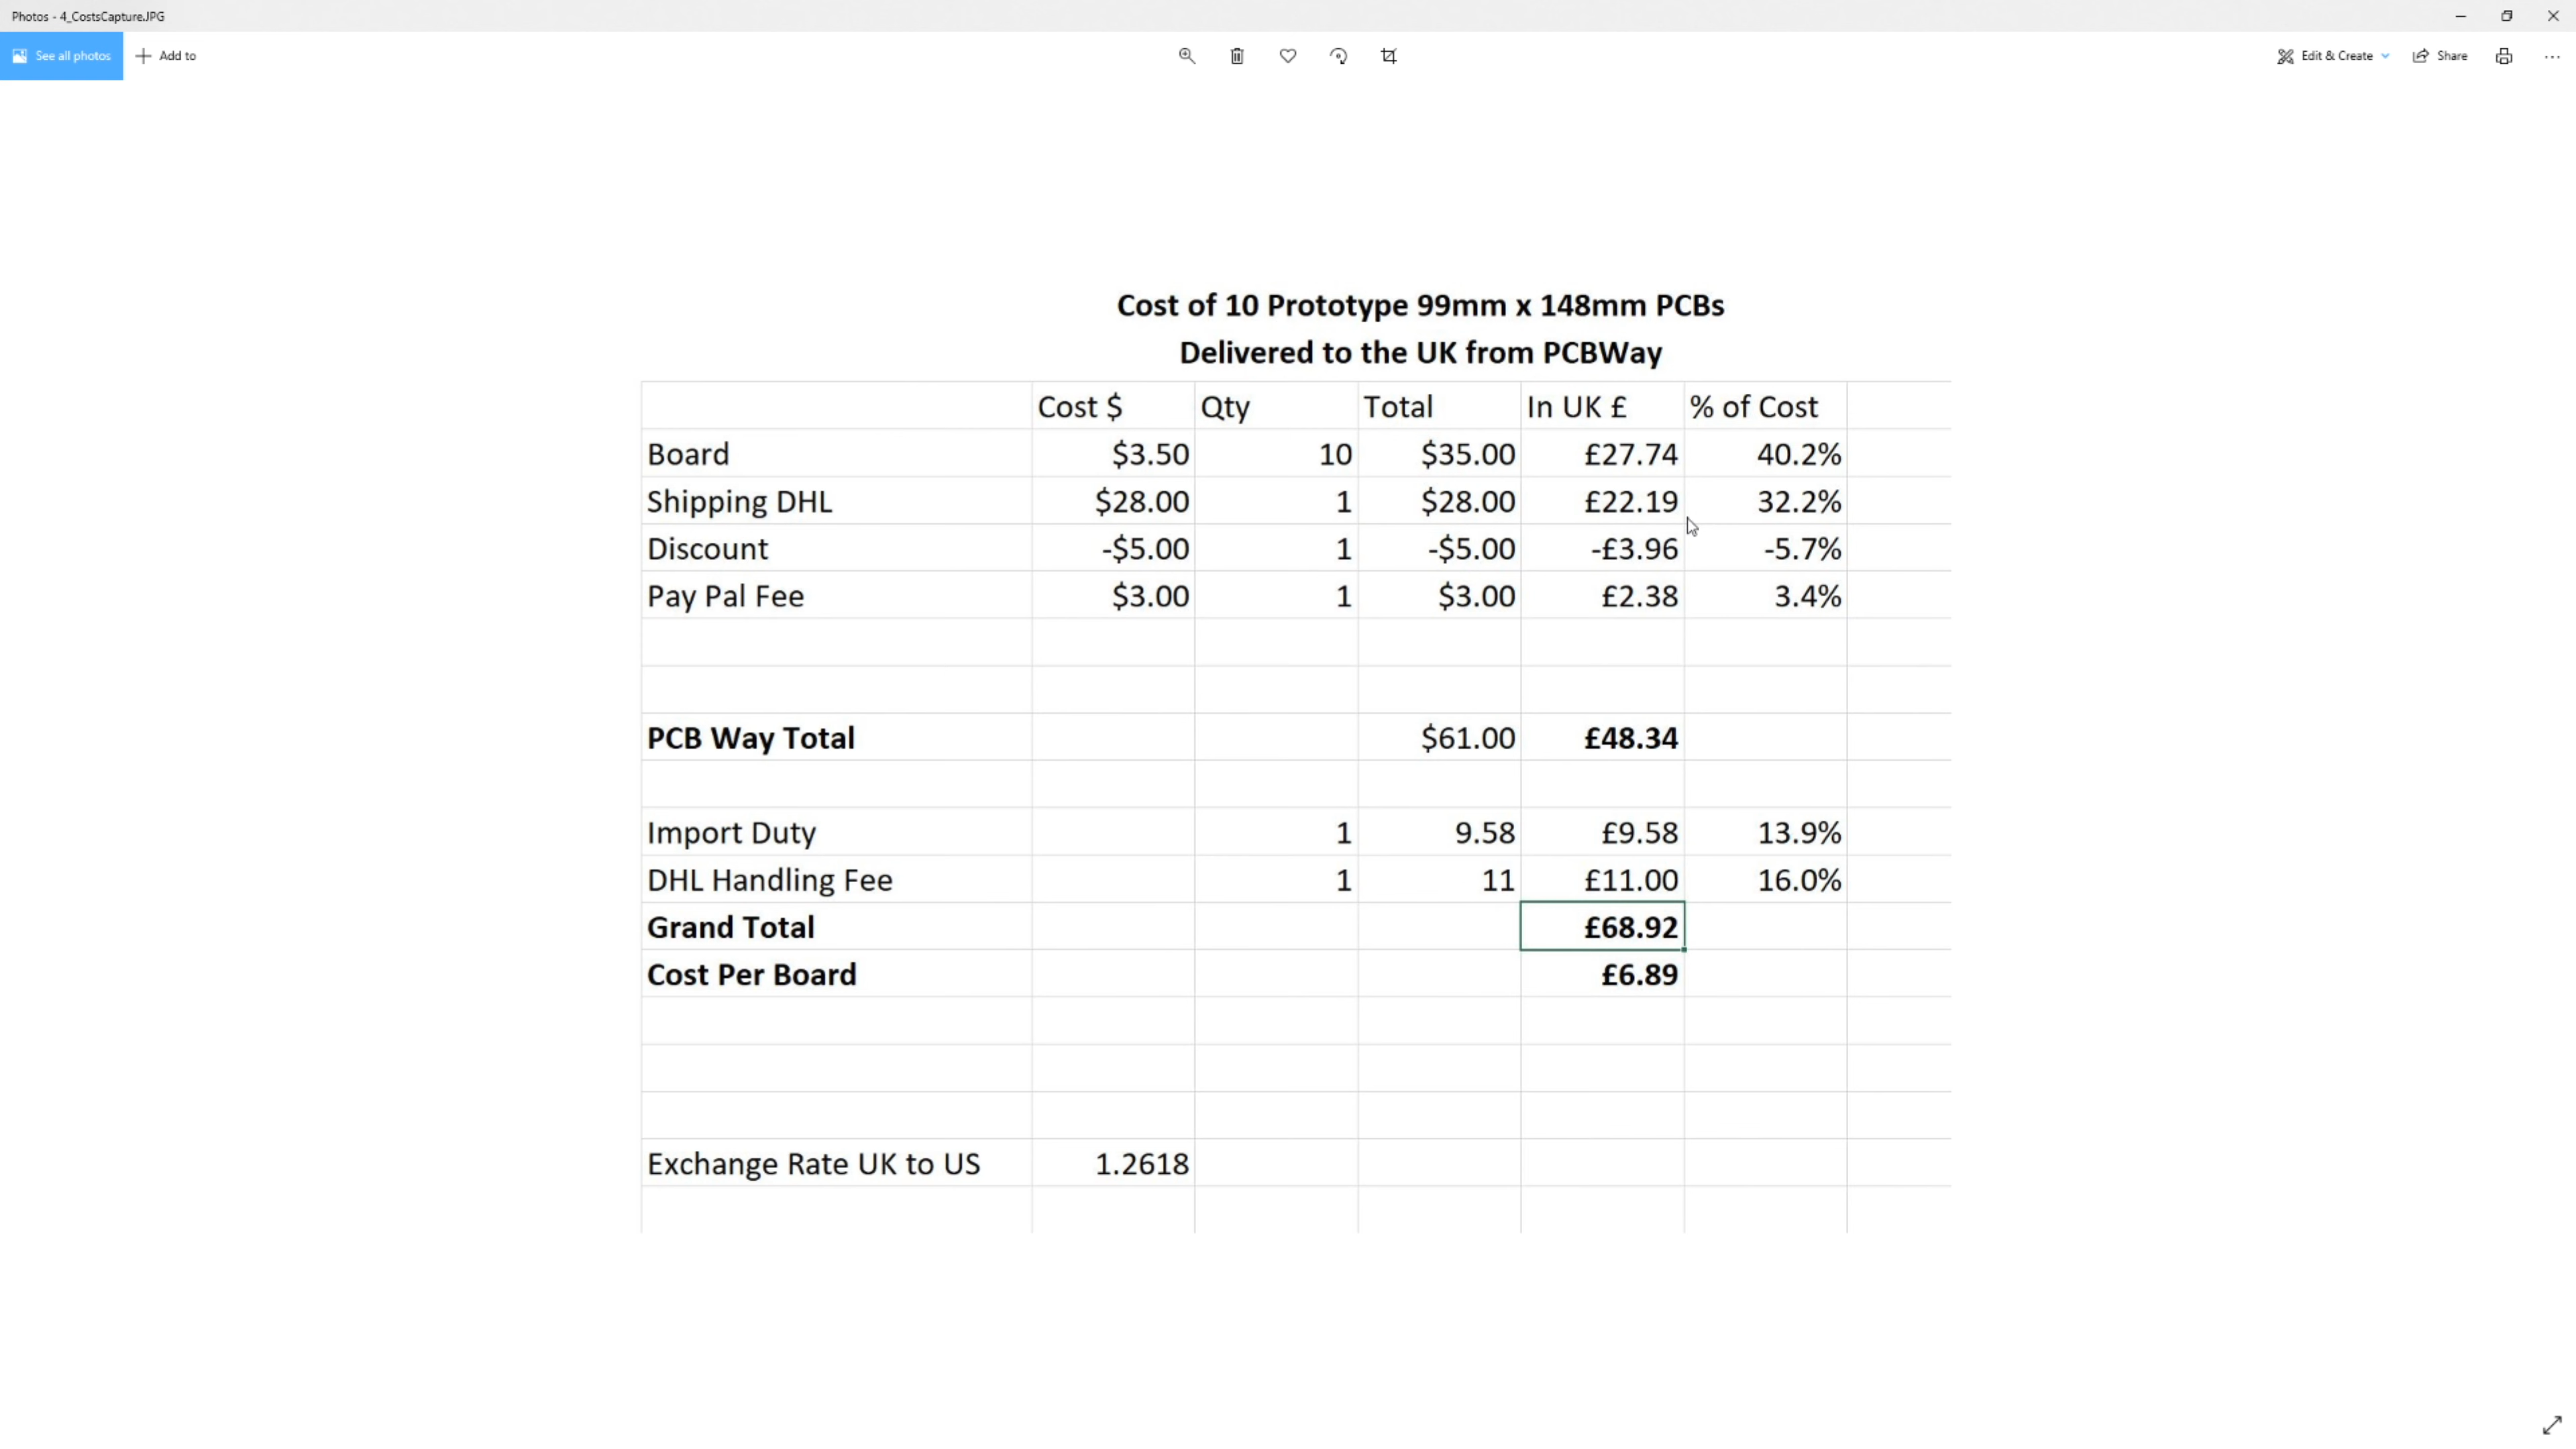 Photos - 4_CostsCapture.JPG
See all photos Add to Edit & Create Share
Cost of 10 Prototype 99mm x 148mm PCBs
Delivered to the UK from PCBWay
Cost $ Qty Total In UK £ % of Cost
Board $3.50 10 $35.00 £27.74 40.2%
Shipping DHL $28.00 1 $28.00 £22.19 32.2%
Discount -$5.00 1 -$5.00 -£3.96 -5.7%
Pay Pal Fee $3.00 1 $3.00 £2.38 3.4%
PCB Way Total $61.00 £48.34
Import Duty 1 9.58 £9.58 13.9%
DHL Handling Fee 1 11 £11.00 16.0%
Grand Total £68.92
Cost Per Board £6.89
Exchange Rate UK to US 1.2618